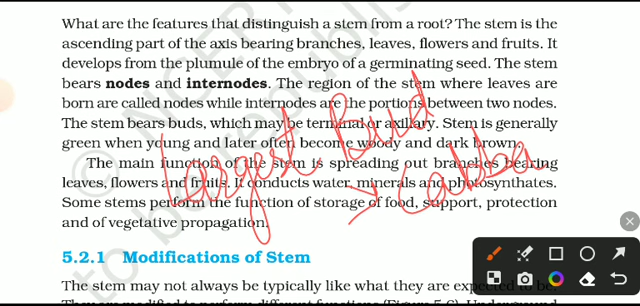 What are the features that distinguish a stem from a root? The stem is the
ascending part of the axis bearing branches, leaves, flowers and fruits. It
develops from the plumule of the embryo of a germinating seed. The stem
bears nodes and internodes. The region of the stem where leaves are
born are called nodes while internodes are the portions between two nodes.
The stem bears buds, which may be terminal or axillary. Stem is generally
green when young and later often become woody and dark brown.
The main function of the stem is spreading out branches bearing
leaves, flowers and fruits. It conducts water, minerals and photosynthates.
Some stems perform the function of storage of food, support, protection
and of vegetative propagation.
Largest Bud
Cabba
5.2.1 Modifications of Stem
The stem may not always be typically like what they are expected to be.